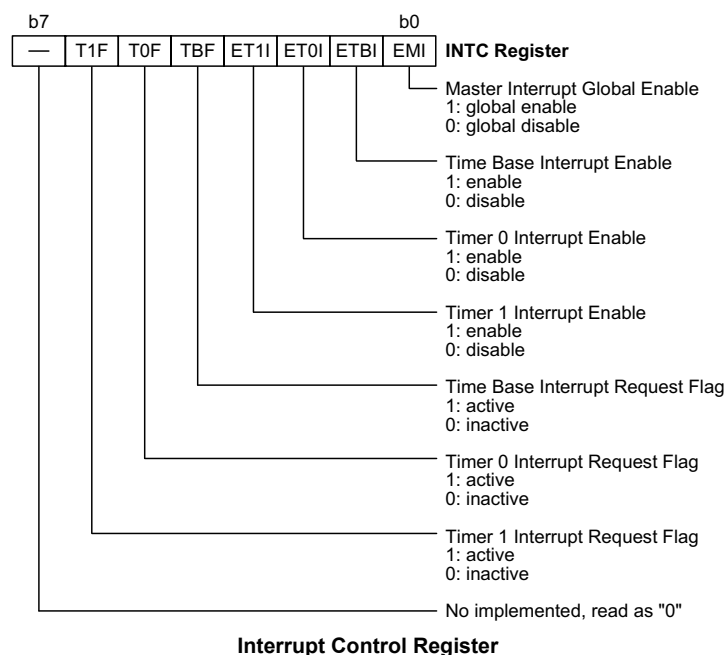 b7 b0
— T1F T0F TBF ET1I ET0I ETBI EMI INTC Register
Master Interrupt Global Enable
1: global enable
0: global disable
Time Base Interrupt Enable
1: enable
0: disable
Timer 0 Interrupt Enable
1: enable
0: disable
Timer 1 Interrupt Enable
1: enable
0: disable
Time Base Interrupt Request Flag
1: active
0: inactive
Timer 0 Interrupt Request Flag
1: active
0: inactive
Timer 1 Interrupt Request Flag
1: active
0: inactive
No implemented, read as "0"
Interrupt Control Register